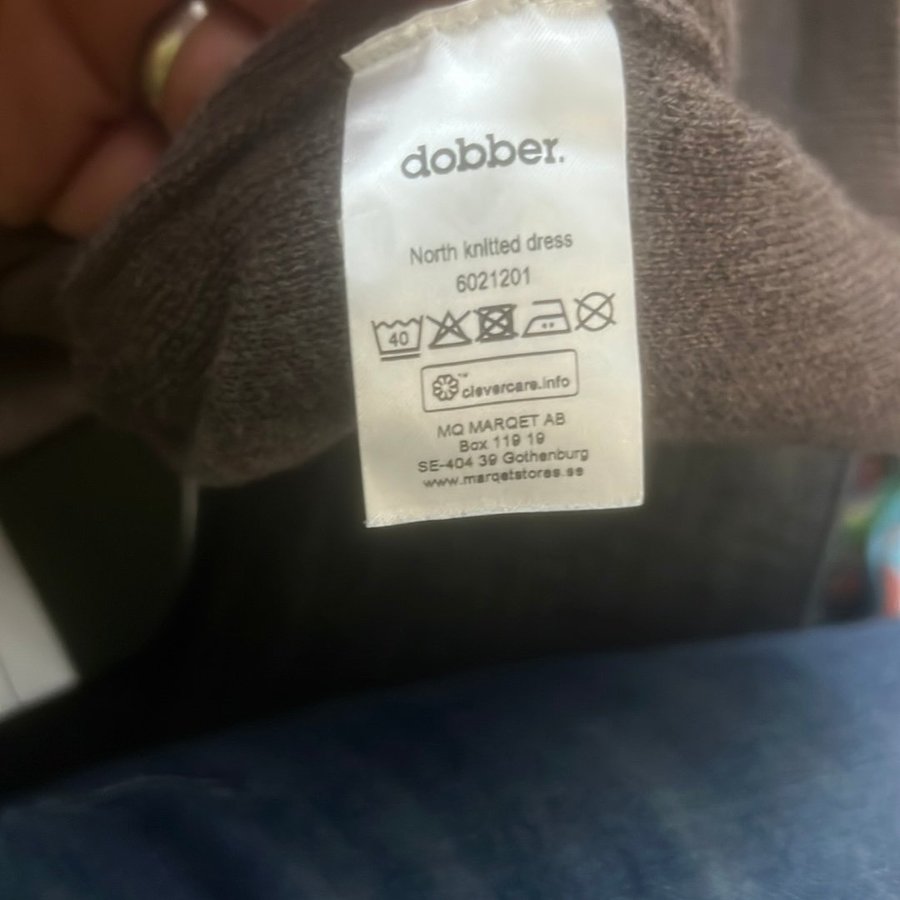 dobber.
North knitted dress
6021201
40
clevercare.info
MQ MARQET AB
Box 119 19
SE-404 39 Gothenburg
www.marqetstores.se